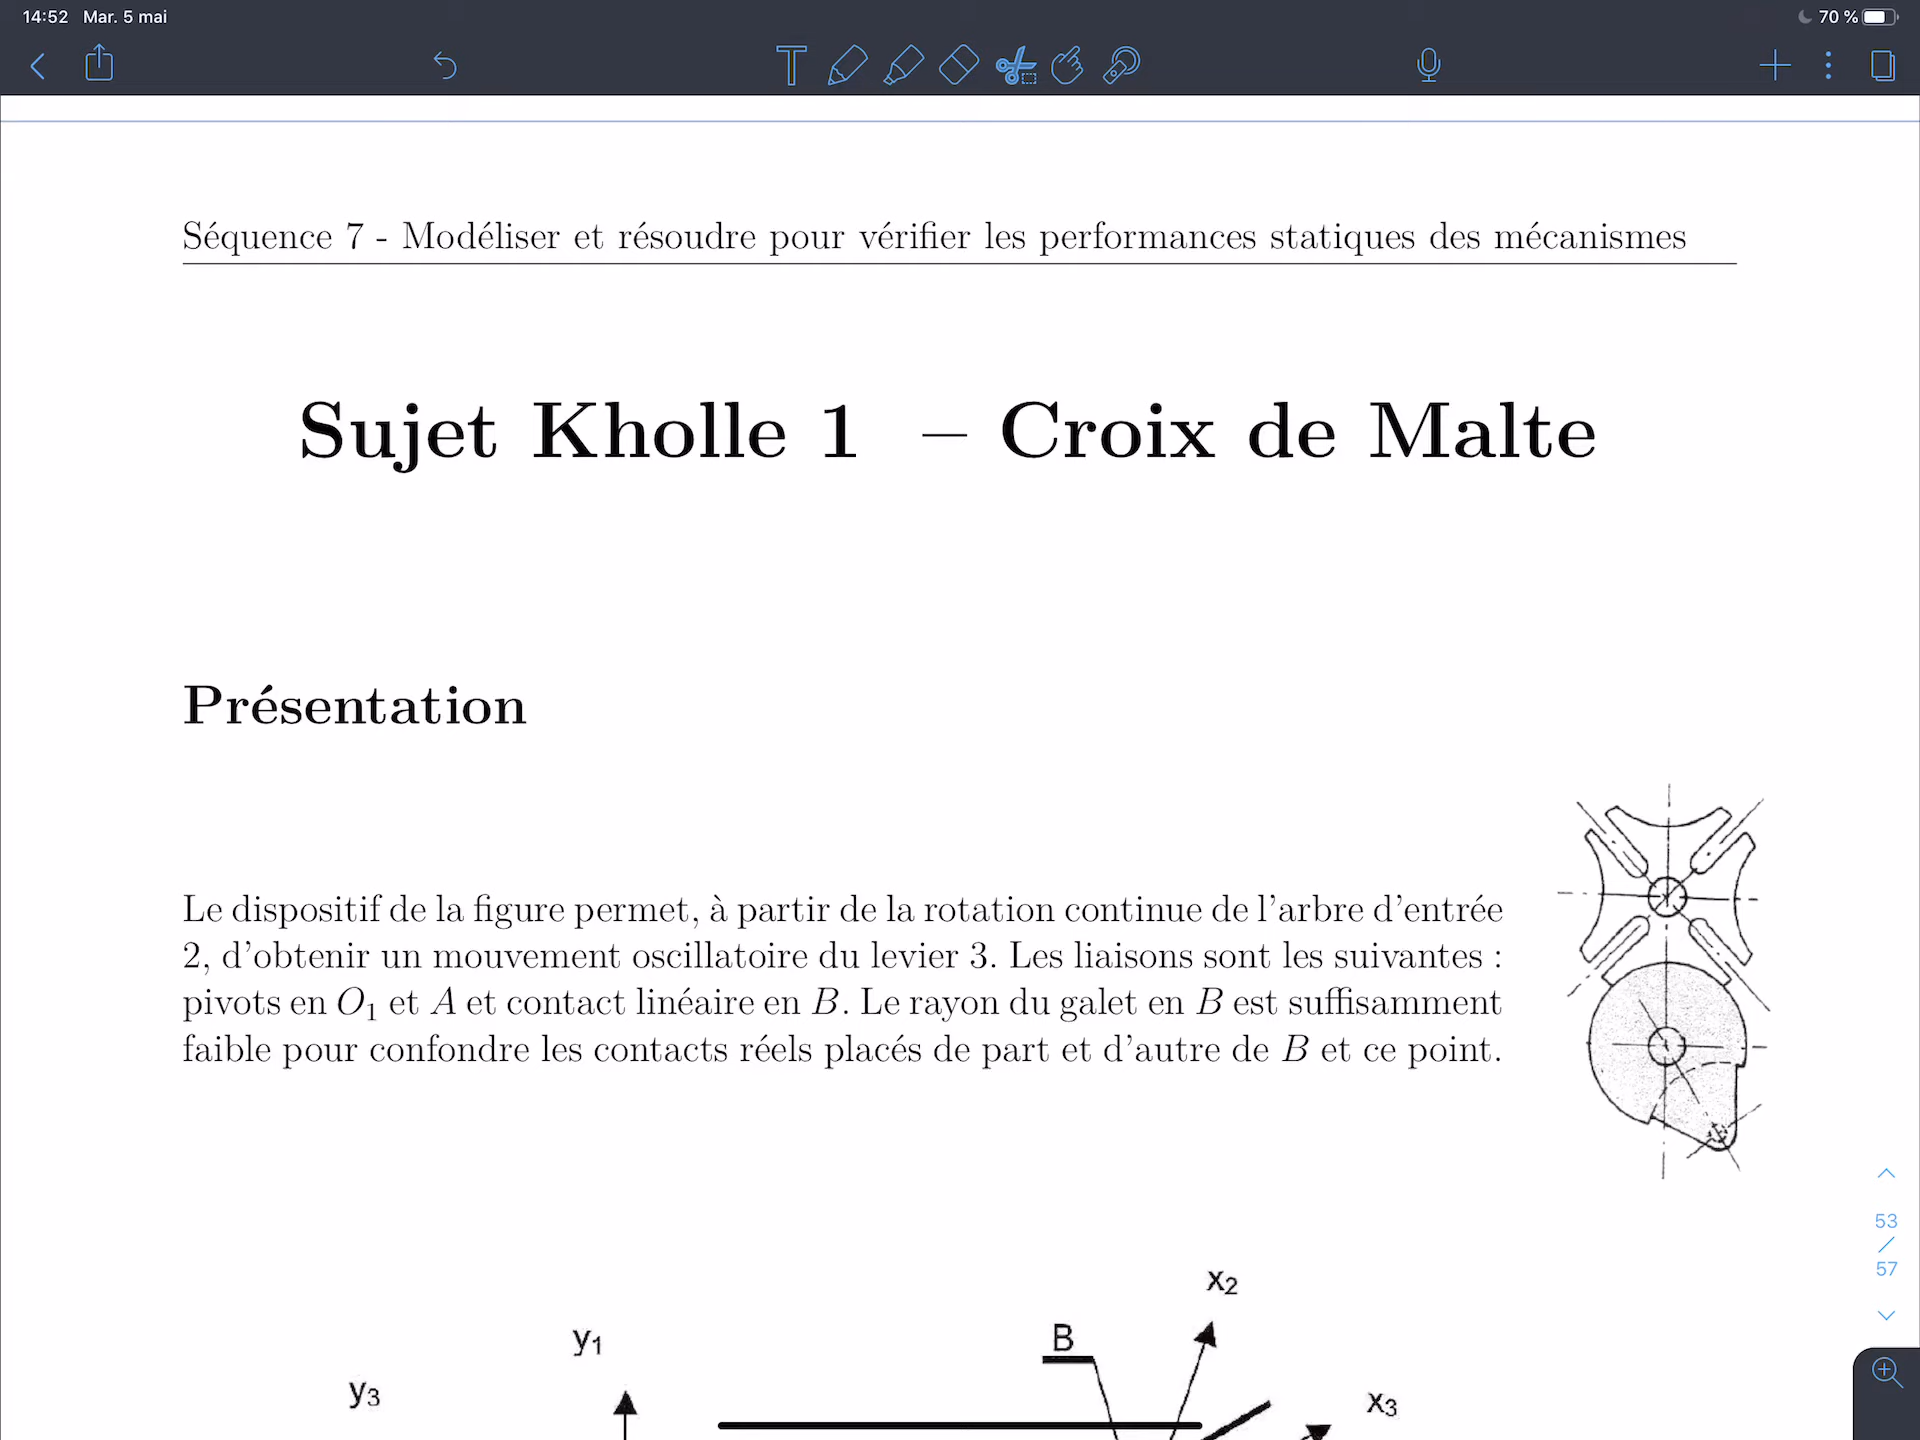 14:52 Mar. 5 mai
70 %
Séquence 7 - Modéliser et résoudre pour vérifier les performances statiques des mécanismes
Sujet Kholle 1 – Croix de Malte
Présentation
Le dispositif de la figure permet, à partir de la rotation continue de l'arbre d'entrée
2, d'obtenir un mouvement oscillatoire du levier 3. Les liaisons sont les suivantes :
pivots en O₁ et A et contact linéaire en B. Le rayon du galet en B est suffisamment
faible pour confondre les contacts réels placés de part et d'autre de B et ce point.
53
/
57
x₂
B
y₁
y₃
x₃